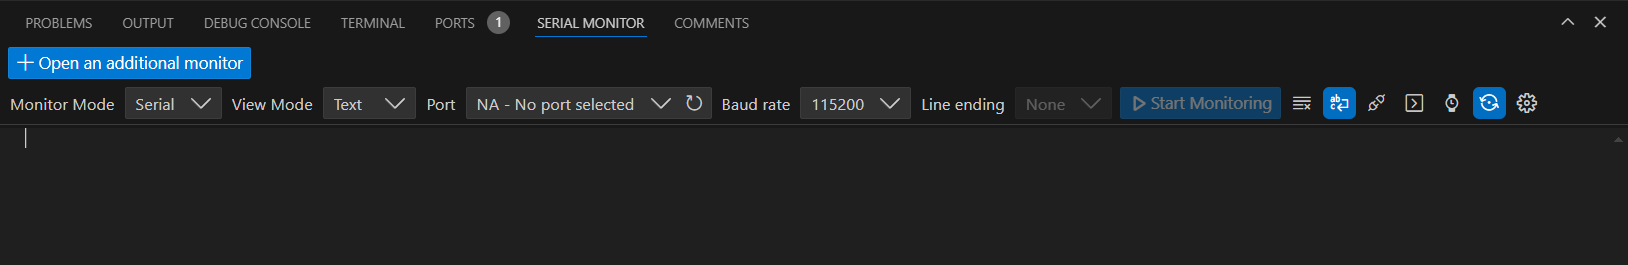 PROBLEMS OUTPUT DEBUG CONSOLE TERMINAL PORTS 1 SERIAL MONITOR COMMENTS
Open an additional monitor
Monitor Mode Serial View Mode Text Port NA - No port selected Baud rate 115200 Line ending None Start Monitoring ab c